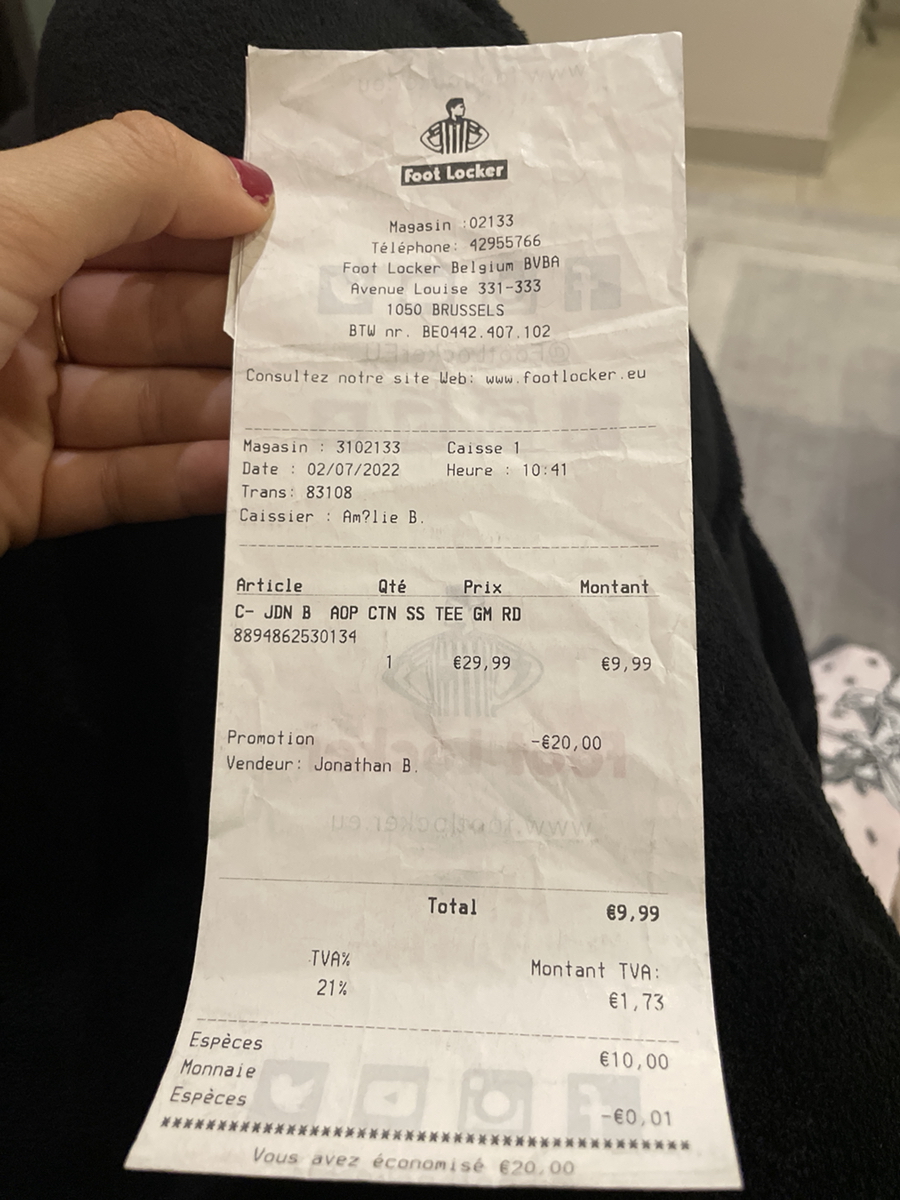 Foot Locker
Magasin :02133
Téléphone: 42955766
Foot Locker Belgium BVBA
Avenue Louise 331-333
1050 BRUSSELS
BTW nr. BE0442.407.102
Consultez notre site Web: www.footlocker.eu
Magasin : 3102133 Caisse 1
Date : 02/07/2022 Heure : 10:41
Trans: 83108
Caissier : Am?lie B.
Article Qté Prix Montant
C- JDN B AOP CTN SS TEE GM RD
8894862530134
1 €29,99 €9,99
Promotion -€20,00
Vendeur: Jonathan B.
Total €9,99
TVA% Montant TVA:
21% €1,73
Espèces €10,00
Monnaie
Espèces -€0,01
Vous avez économisé €20,00